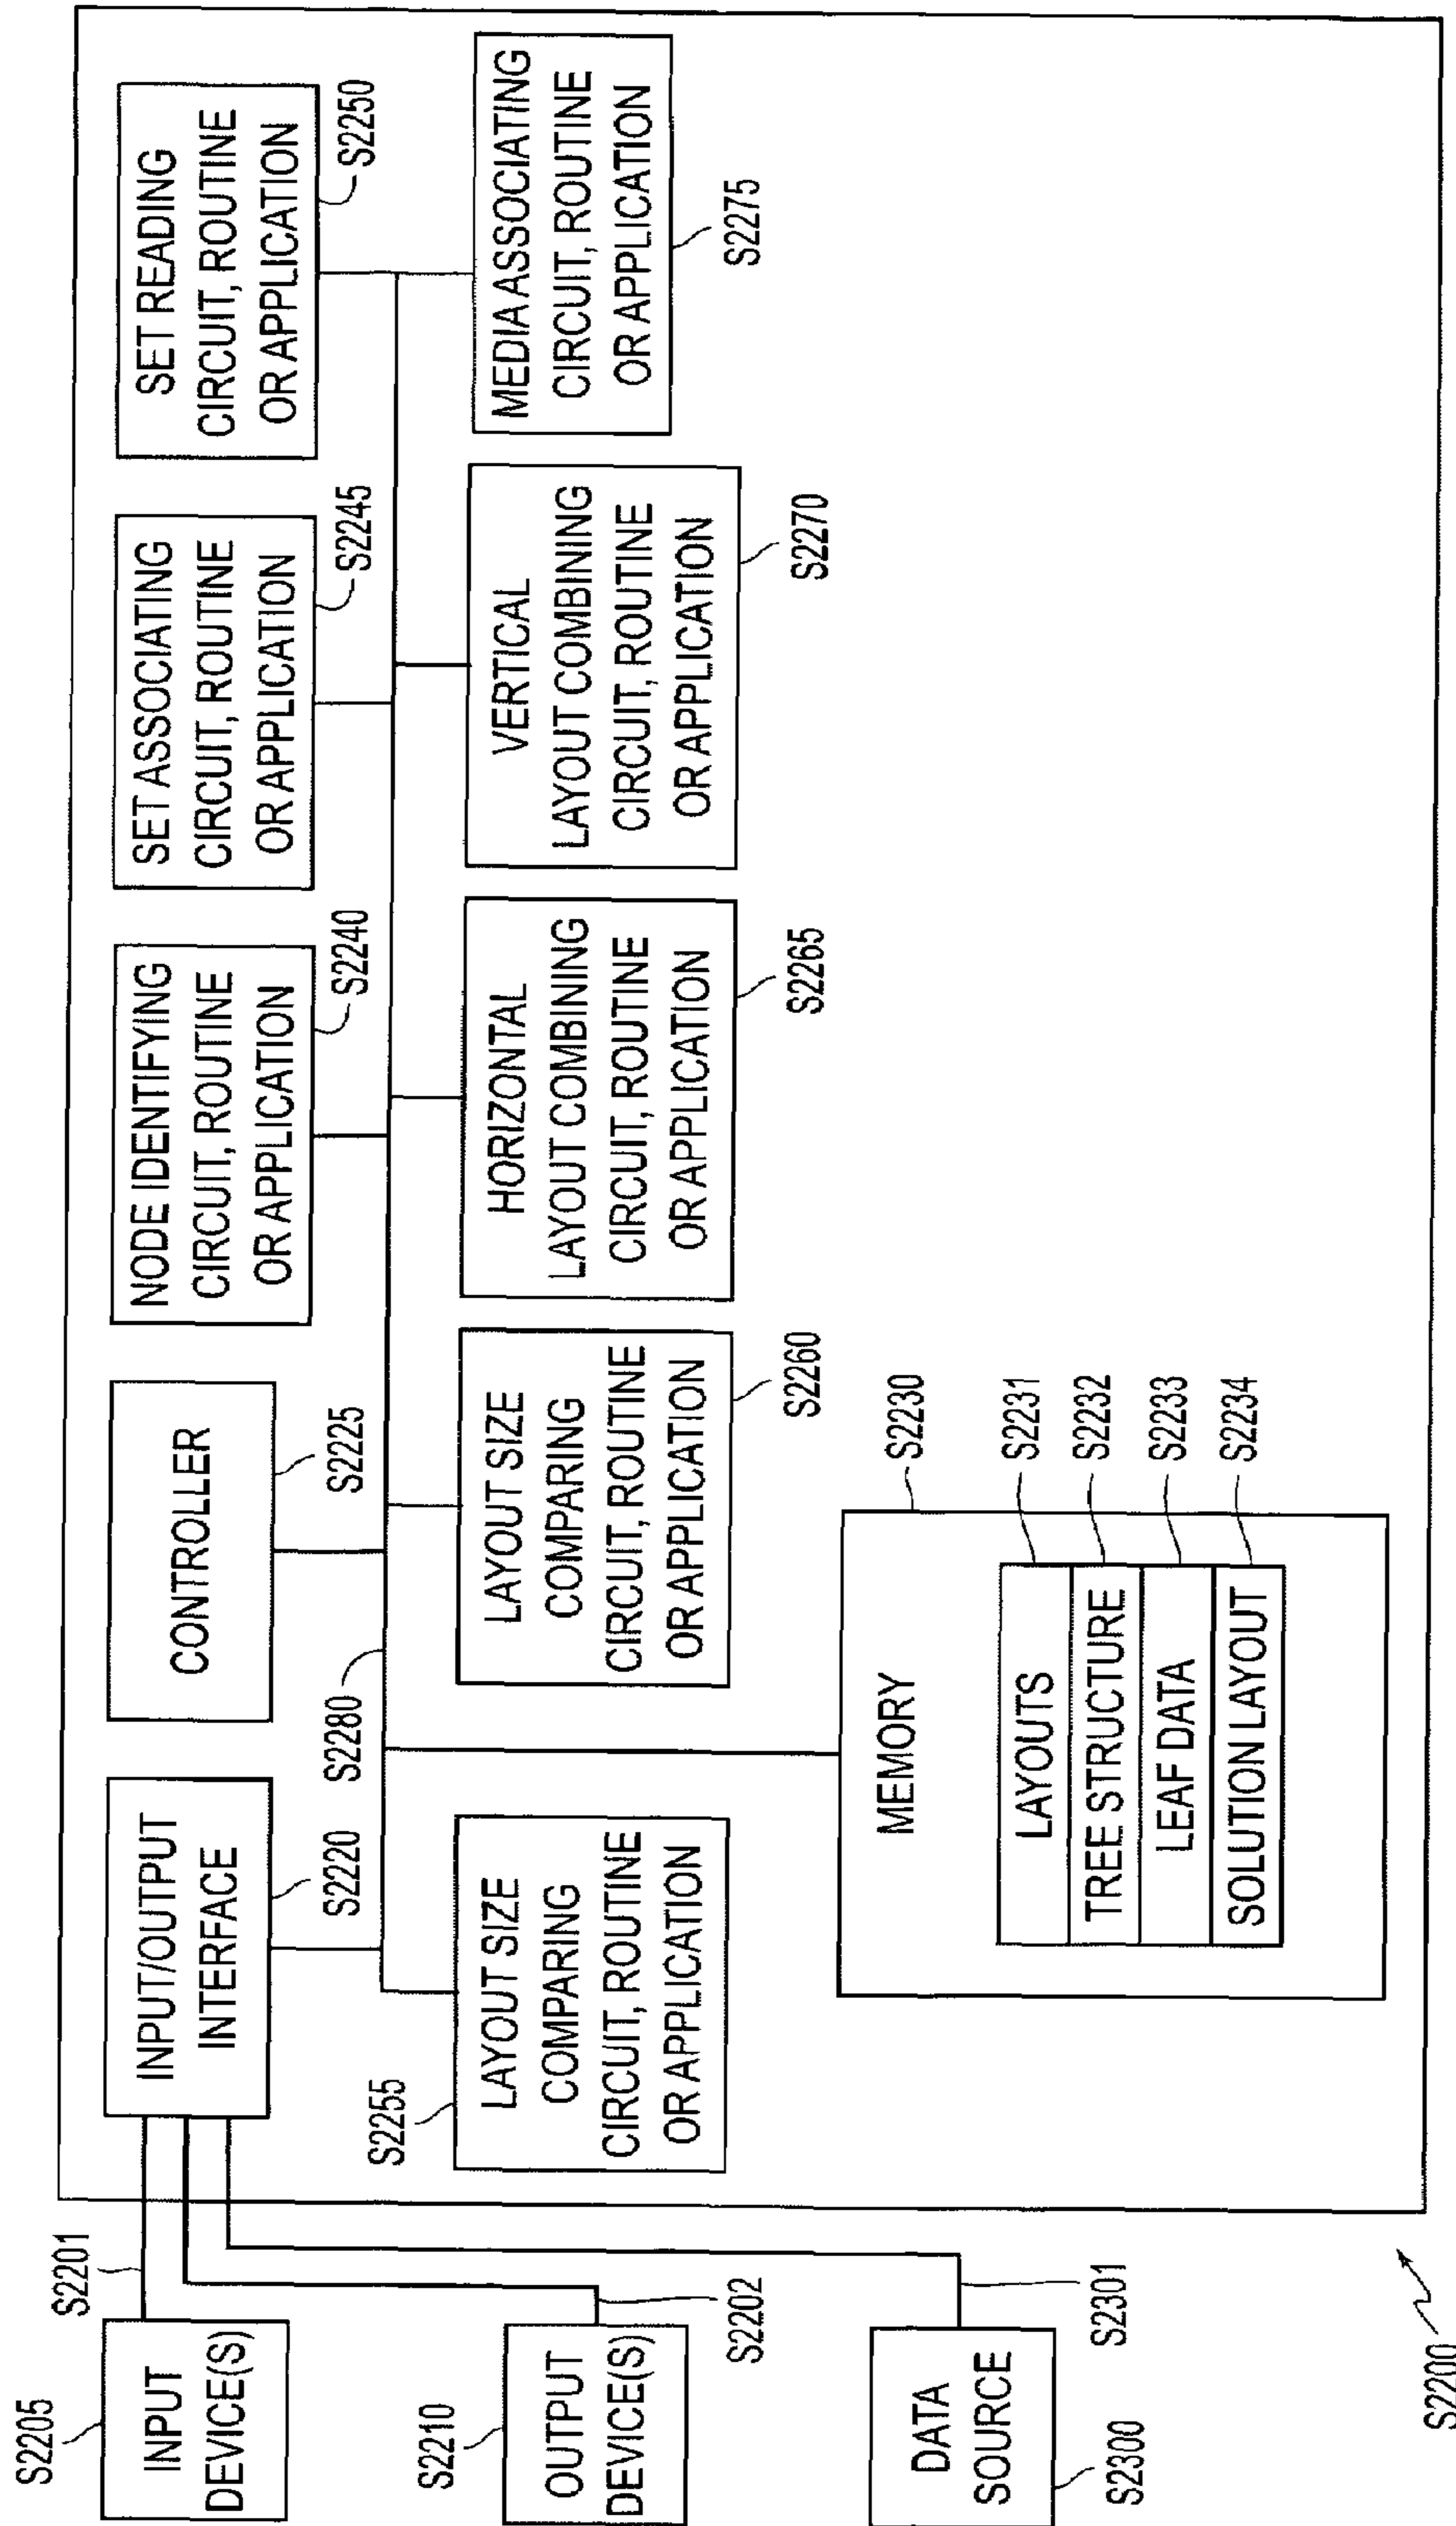 S2205
INPUT
DEVICE(S)
S2201
S2210
OUTPUT
DEVICE(S)
S2202
S2300
DATA
SOURCE
S2301
S2200
INPUT/OUTPUT
INTERFACE
S2220
CONTROLLER
S2225
NODE IDENTIFYING
CIRCUIT, ROUTINE
OR APPLICATION
S2240
SET ASSOCIATING
CIRCUIT, ROUTINE
OR APPLICATION
S2245
SET READING
CIRCUIT, ROUTINE
OR APPLICATION
S2250
S2280
S2255
LAYOUT SIZE
COMPARING
CIRCUIT, ROUTINE
OR APPLICATION
LAYOUT SIZE
COMPARING
CIRCUIT, ROUTINE
OR APPLICATION
S2260
HORIZONTAL
LAYOUT COMBINING
CIRCUIT, ROUTINE
OR APPLICATION
S2265
VERTICAL
LAYOUT COMBINING
CIRCUIT, ROUTINE
OR APPLICATION
S2270
MEDIA ASSOCIATING
CIRCUIT, ROUTINE
OR APPLICATION
S2275
MEMORY
S2230
LAYOUTS
S2231
TREE STRUCTURE
S2232
LEAF DATA
S2233
SOLUTION LAYOUT
S2234